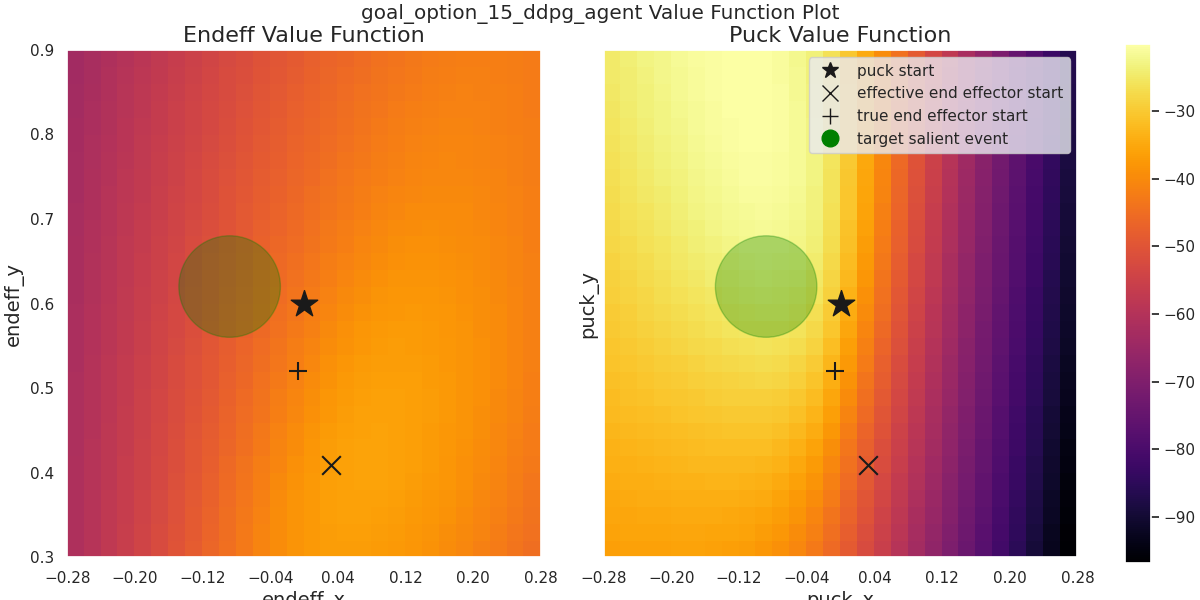 goal_option_15_ddpg_agent Value Function Plot
Endeff Value Function
Puck Value Function
0.9
0.8
0.7
0.6
0.5
0.4
0.3
endeff_y
−0.28 −0.20 −0.12 −0.04 0.04 0.12 0.20 0.28
endeff_x
puck_y
puck start
effective end effector start
true end effector start
target salient event
−0.28 −0.20 −0.12 −0.04 0.04 0.12 0.20 0.28
puck_x
−30
−40
−50
−60
−70
−80
−90